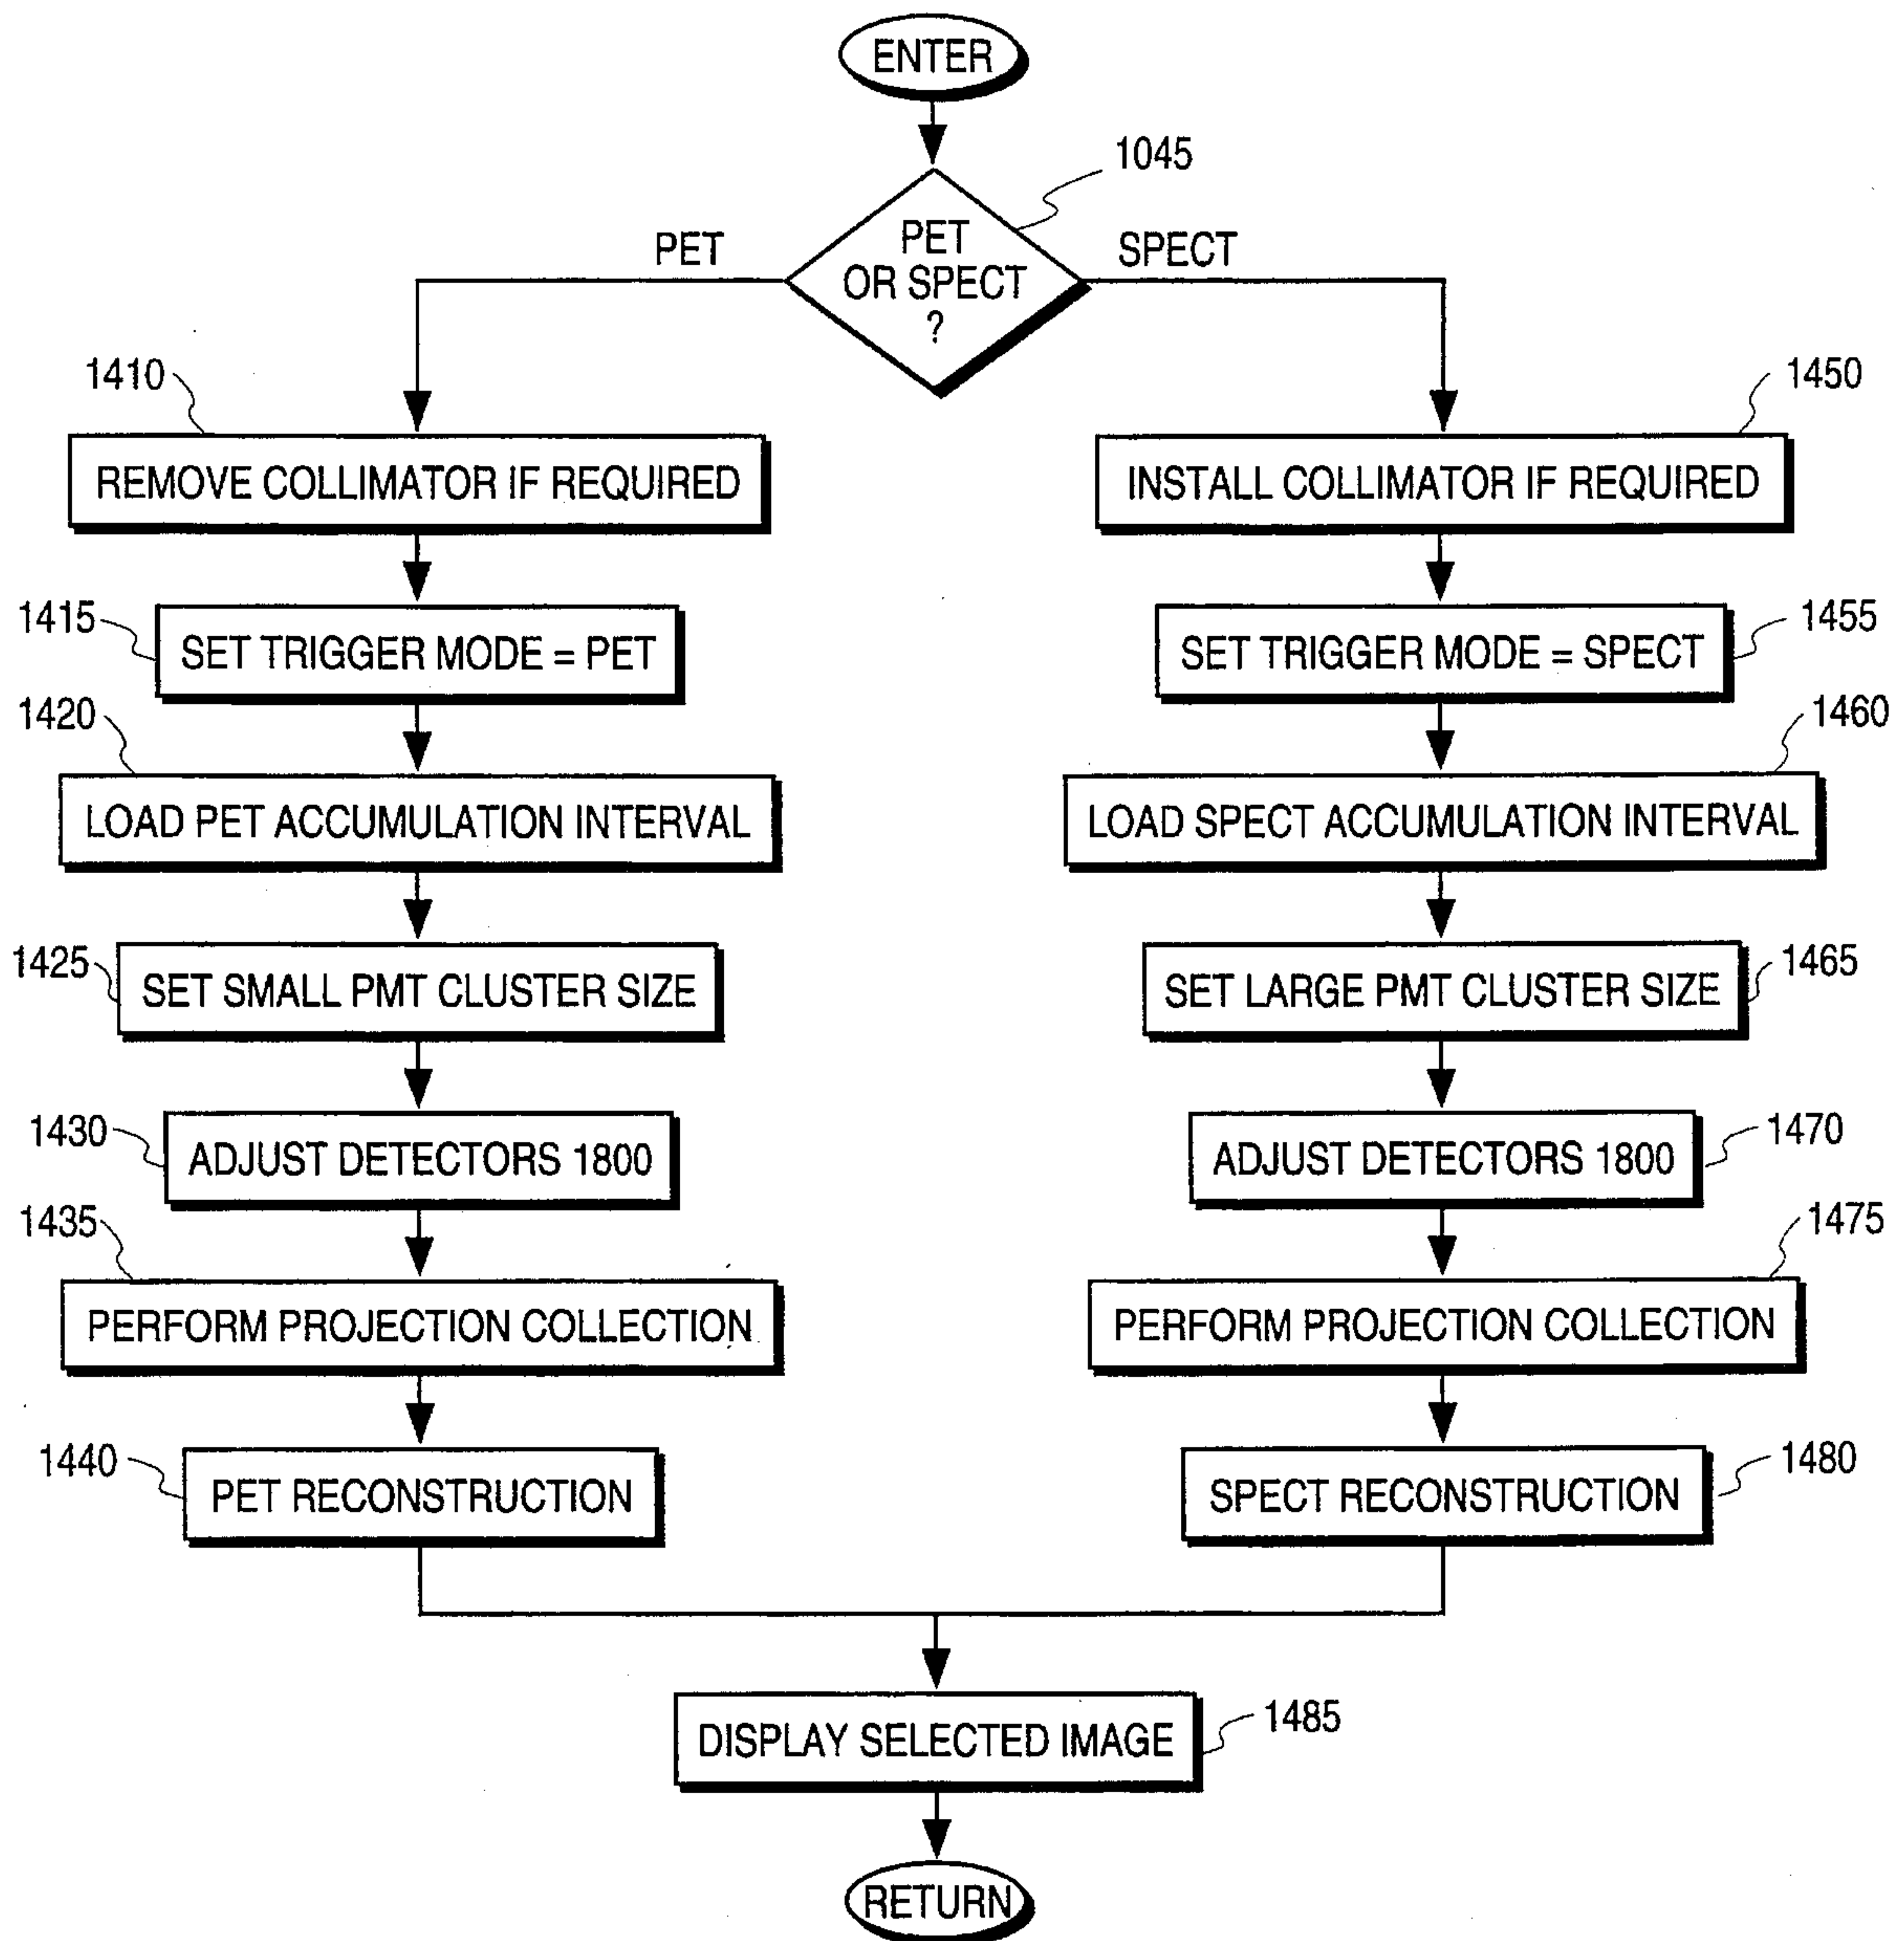 ENTER
1045
PET
OR SPECT
?
PET
SPECT
1410
REMOVE COLLIMATOR IF REQUIRED
1415
SET TRIGGER MODE = PET
1420
LOAD PET ACCUMULATION INTERVAL
1425
SET SMALL PMT CLUSTER SIZE
1430
ADJUST DETECTORS 1800
1435
PERFORM PROJECTION COLLECTION
1440
PET RECONSTRUCTION
1450
INSTALL COLLIMATOR IF REQUIRED
1455
SET TRIGGER MODE = SPECT
1460
LOAD SPECT ACCUMULATION INTERVAL
1465
SET LARGE PMT CLUSTER SIZE
1470
ADJUST DETECTORS 1800
1475
PERFORM PROJECTION COLLECTION
1480
SPECT RECONSTRUCTION
1485
DISPLAY SELECTED IMAGE
RETURN